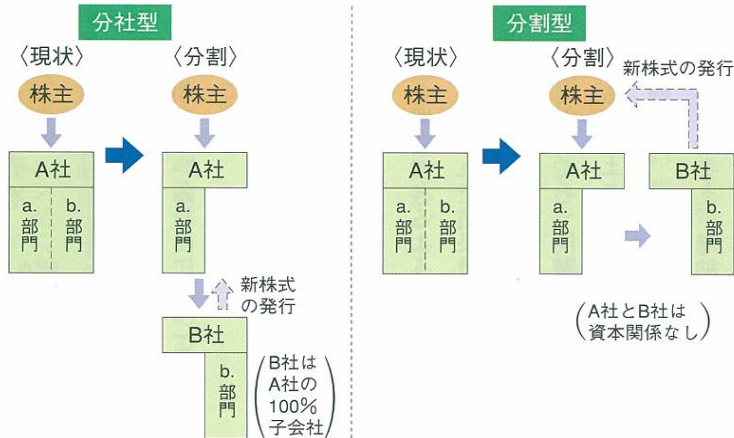 分社型
〈現状〉
株主
A社
a.部門
b.部門
〈分割〉
株主
A社
a.部門
新株式
の発行
B社
b.部門
(B社は
A社の
100%
子会社)
分割型
〈現状〉
株主
A社
a.部門
b.部門
〈分割〉
新株式の発行
株主
A社
a.部門
B社
b.部門
(A社とB社は
資本関係なし)